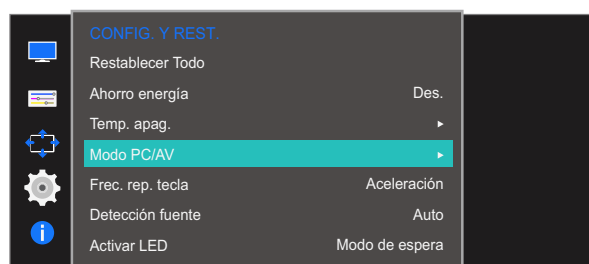 CONFIG. Y REST.
Restablecer Todo
Ahorro energía Des.
Temp. apag.
Modo PC/AV
Frec. rep. tecla Aceleración
Detección fuente Auto
Activar LED Modo de espera